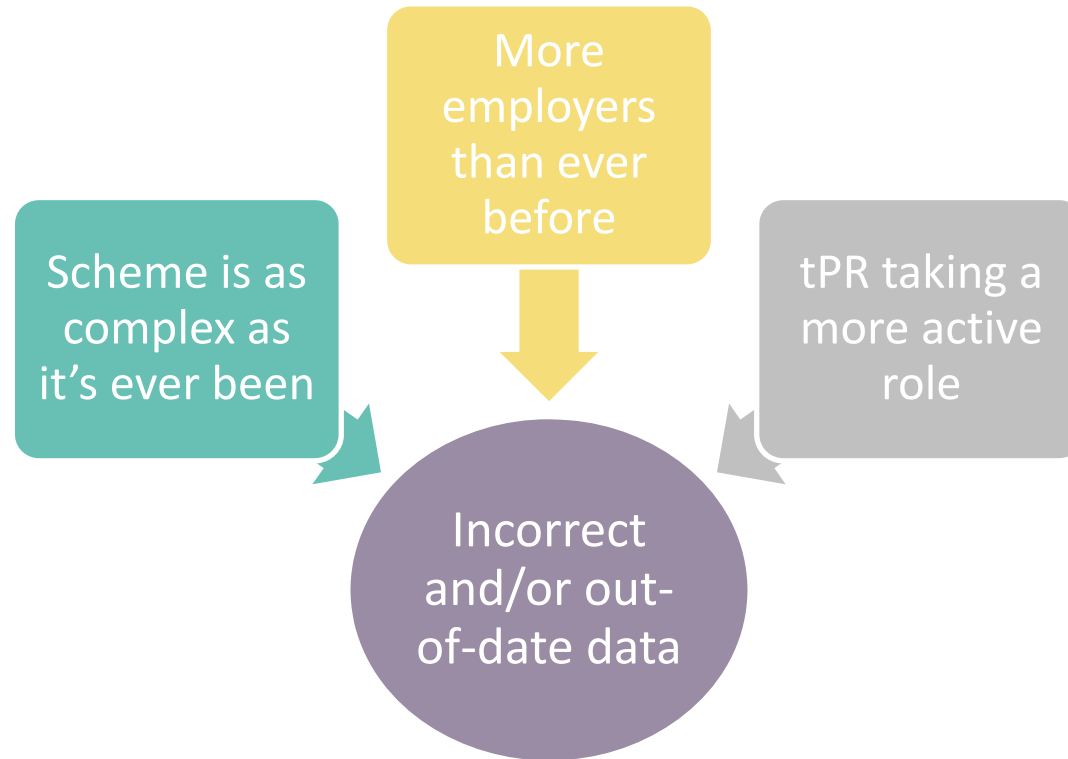 More
employers
than ever
before
Scheme is as
complex as
it’s ever been
tPR taking a
more active
role
Incorrect
and/or out-
of-date data